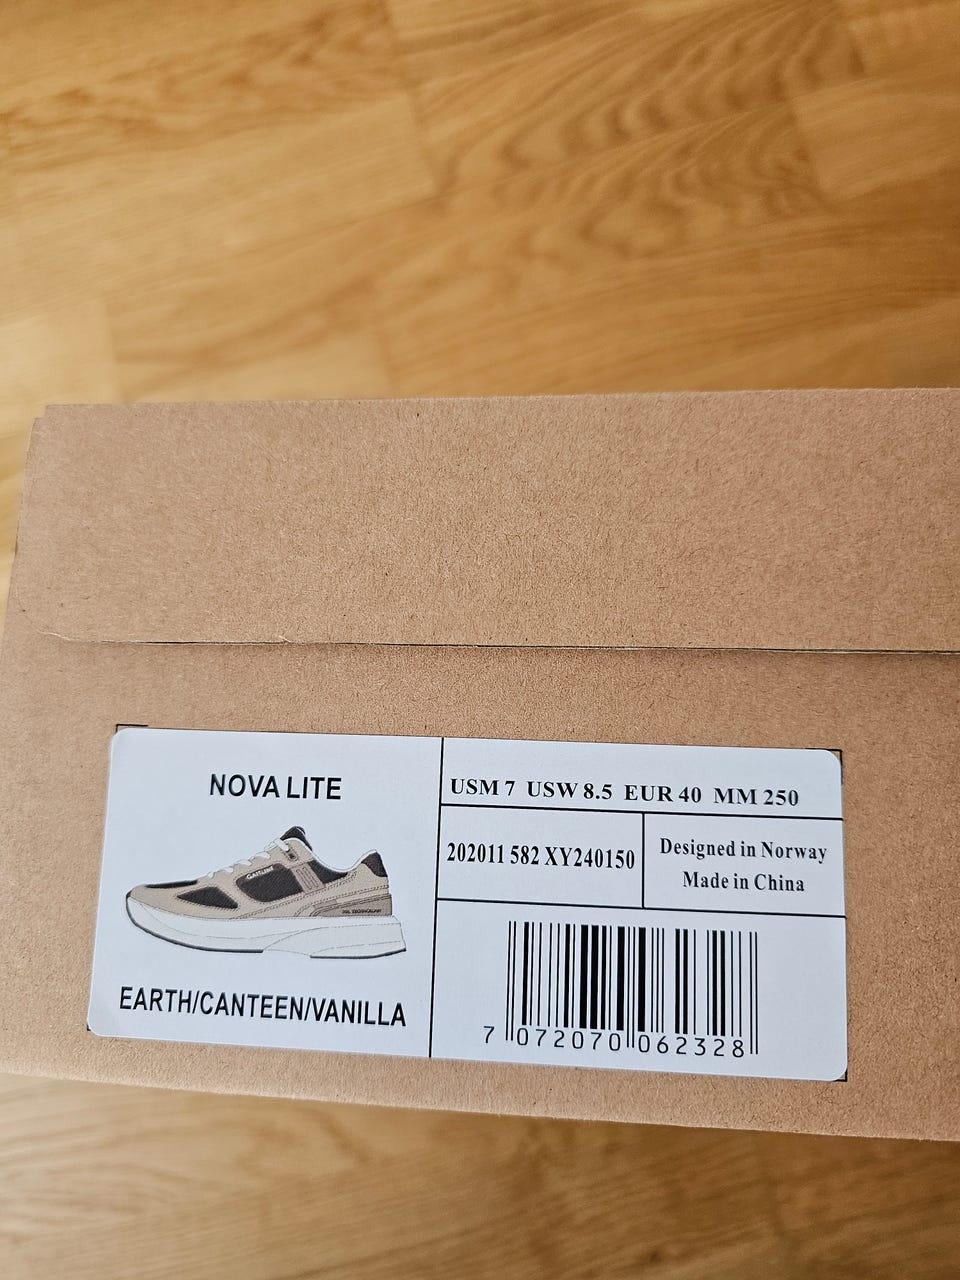 NOVA LITE
GAITLINE
EARTH/CANTEEN/VANILLA
USM 7 USW 8.5 EUR 40 MM 250
202011 582 XY240150
Designed in Norway
Made in China
7 072070 062328